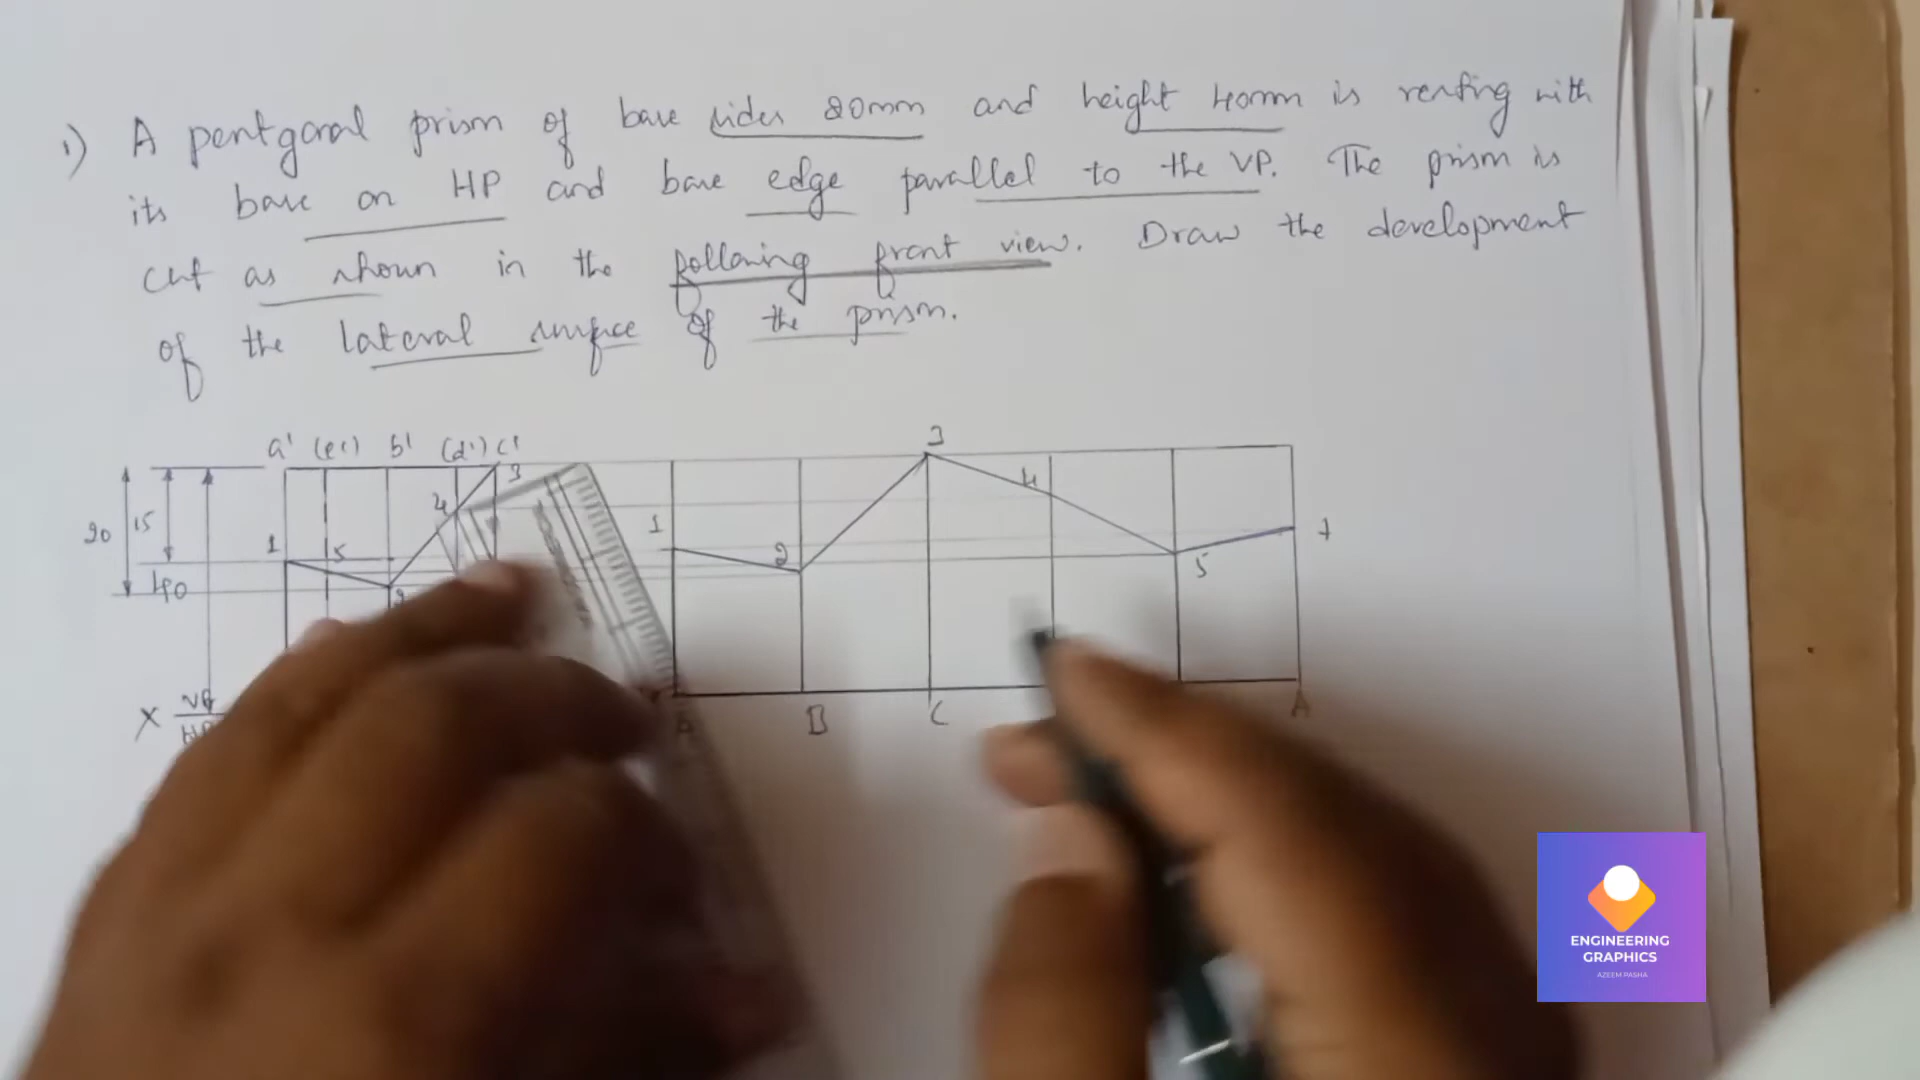 1) A pentgonal prism of base sides 20mm and height 40mm is resting with
its base on HP and base edge parallel to the VP. The prism is
cut as shown in the following front view. Draw the development
of the lateral surface of the prism.
a' (e') b' (d') c'
3
3
4
4
20 15
1 5
1
2
5
1
40
2
X VP
HP
A B C A
ENGINEERING
GRAPHICS
AZEEM PASHA